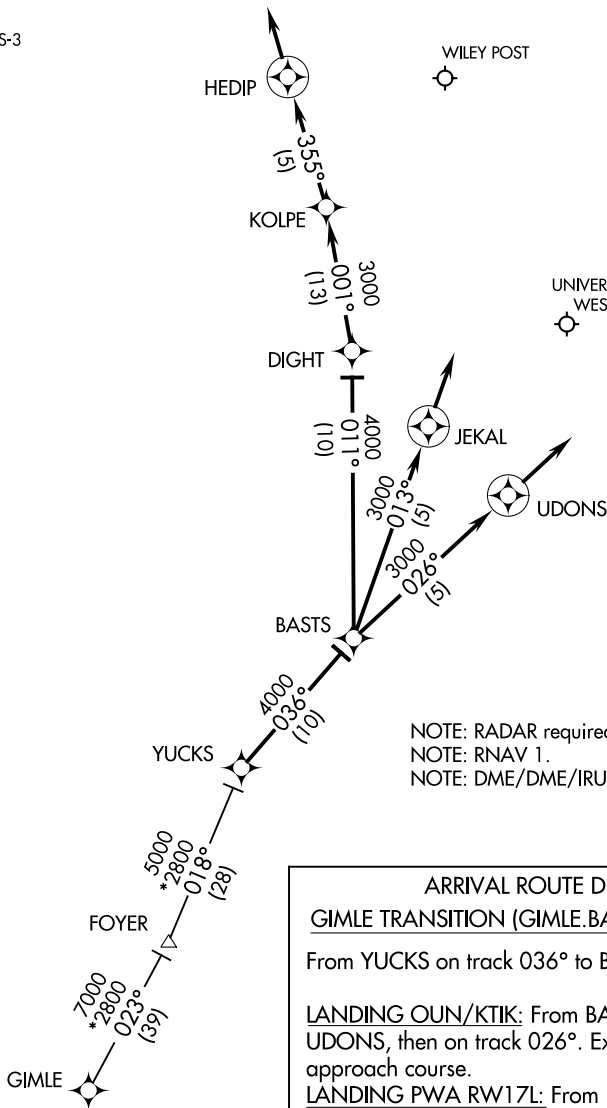 S-3
WILEY POST
HEDIP
355°
(5)
KOLPE
3000
001°
(13)
UNIVER
WES
DIGHT
4000
011°
(10)
JEKAL
3000
013°
(5)
UDONS
3000
026°
(5)
BASTS
4000
036°
(10)
NOTE: RADAR required
NOTE: RNAV 1.
NOTE: DME/DME/IRU
YUCKS
5000
*2800
018°
(28)
FOYER
7000
*2800
023°
(39)
GIMLE
ARRIVAL ROUTE D
GIMLE TRANSITION (GIMLE.BA
From YUCKS on track 036° to B
LANDING OUN/KTIK: From BA
UDONS, then on track 026°. Ex
approach course.
LANDING PWA RW17L: From